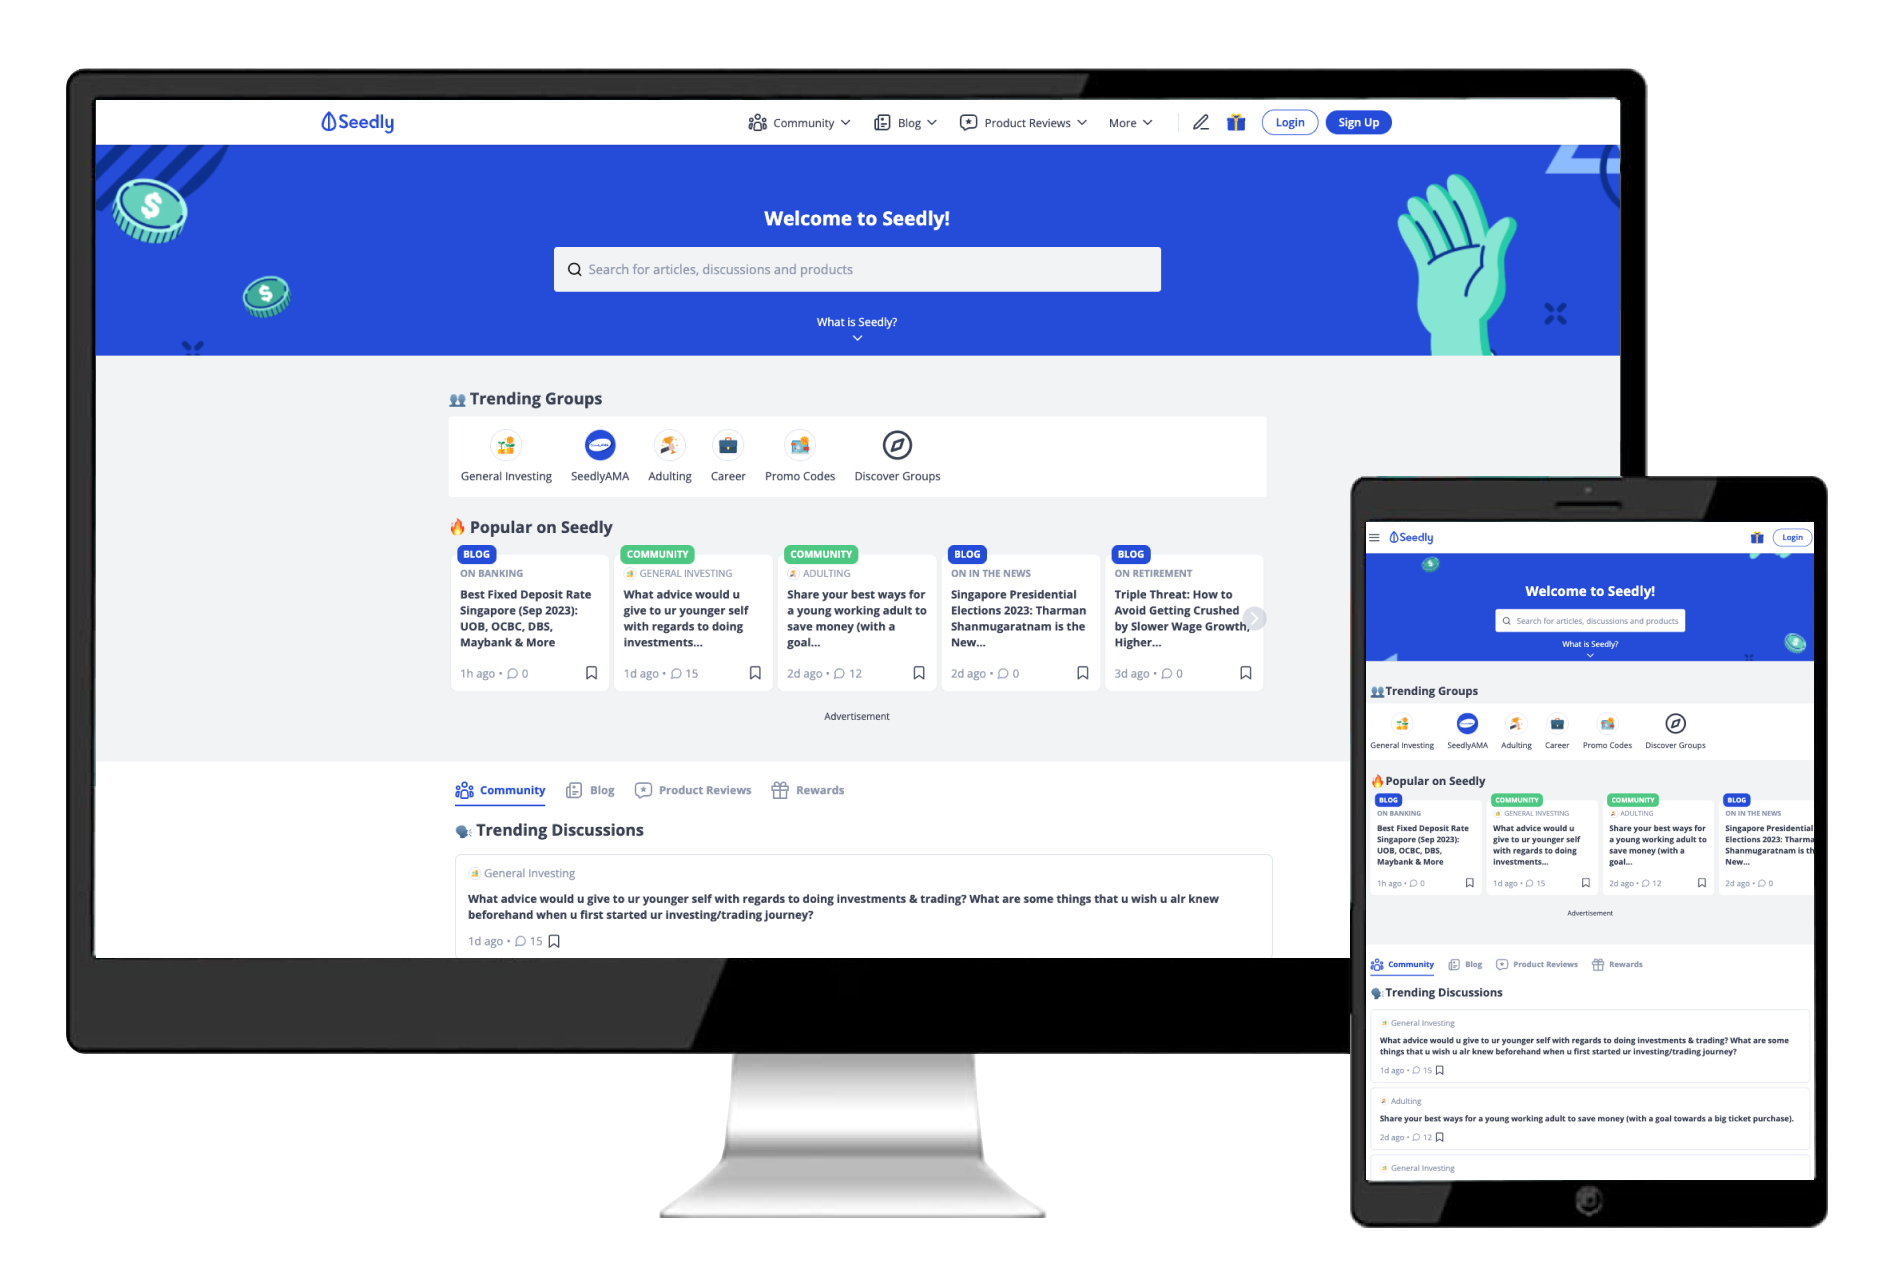 Seedly
Community
Blog
Product Reviews
More
Login
Sign Up
Welcome to Seedly!
Search for articles, discussions and products
What is Seedly?
Trending Groups
General Investing
SeedlyAMA
Adulting
Career
Promo Codes
Discover Groups
Popular on Seedly
BLOG
ON BANKING
Best Fixed Deposit Rate
Singapore (Sep 2023):
UOB, OCBC, DBS,
Maybank & More
1h ago • 0
COMMUNITY
GENERAL INVESTING
What advice would u
give to ur younger self
with regards to doing
investments...
1d ago • 15
COMMUNITY
ADULTING
Share your best ways for
a young working adult to
save money (with a
goal...
2d ago • 12
BLOG
ON IN THE NEWS
Singapore Presidential
Elections 2023: Tharman
Shanmugaratnam is the
New...
2d ago • 0
BLOG
ON RETIREMENT
Triple Threat: How to
Avoid Getting Crushed
by Slower Wage Growth,
Higher...
3d ago • 0
Advertisement
Community
Blog
Product Reviews
Rewards
Trending Discussions
General Investing
What advice would u give to ur younger self with regards to doing investments & trading? What are some things that u wish u alr knew
beforehand when u first started ur investing/trading journey?
1d ago • 15
Seedly
Login
Welcome to Seedly!
Search for articles, discussions and products
What is Seedly?
Trending Groups
General Investing
SeedlyAMA
Adulting
Career
Promo Codes
Discover Groups
Popular on Seedly
BLOG
ON BANKING
Best Fixed Deposit Rate
Singapore (Sep 2023):
UOB, OCBC, DBS,
Maybank & More
1h ago • 0
COMMUNITY
GENERAL INVESTING
What advice would u
give to ur younger self
with regards to doing
investments...
1d ago • 15
COMMUNITY
ADULTING
Share your best ways for
a young working adult to
save money (with a
goal...
2d ago • 12
BLOG
ON IN THE NEWS
Singapore Presidential
Elections 2023: Tharma
Shanmugaratnam is th
New...
2d ago • 0
Advertisement
Community
Blog
Product Reviews
Rewards
Trending Discussions
General Investing
What advice would u give to ur younger self with regards to doing investments & trading? What are some
things that u wish u alr knew beforehand when u first started ur investing/trading journey?
1d ago • 15
Adulting
Share your best ways for a young working adult to save money (with a goal towards a big ticket purchase).
2d ago • 12
General Investing